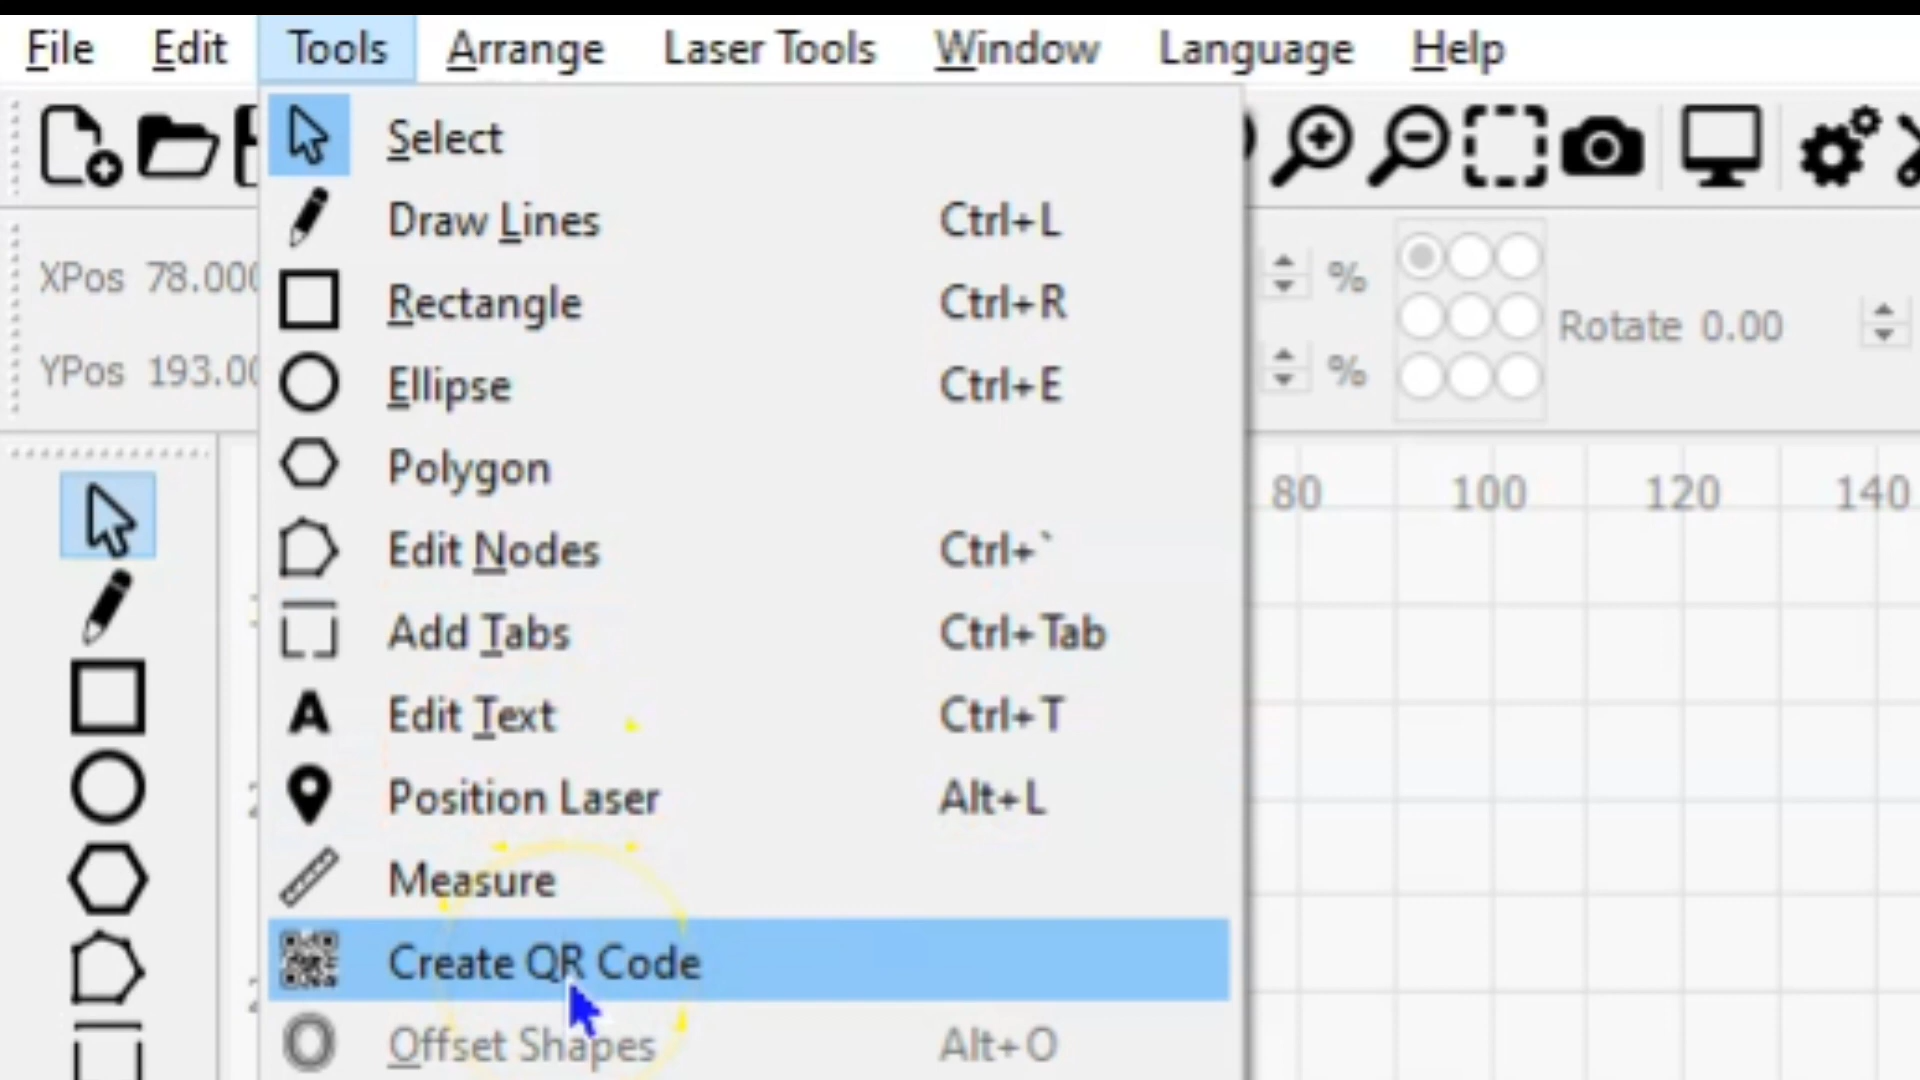 File Edit Tools Arrange Laser Tools Window Language Help
Select
Draw Lines Ctrl+L
XPos 78.000
Rectangle Ctrl+R
%
Rotate 0.00
YPos 193.00
%
Ellipse Ctrl+E
Polygon
80 100 120 140
Edit Nodes Ctrl+`
Add Tabs Ctrl+Tab
Edit Text Ctrl+T
Position Laser Alt+L
Measure
Create QR Code
Offset Shapes Alt+O